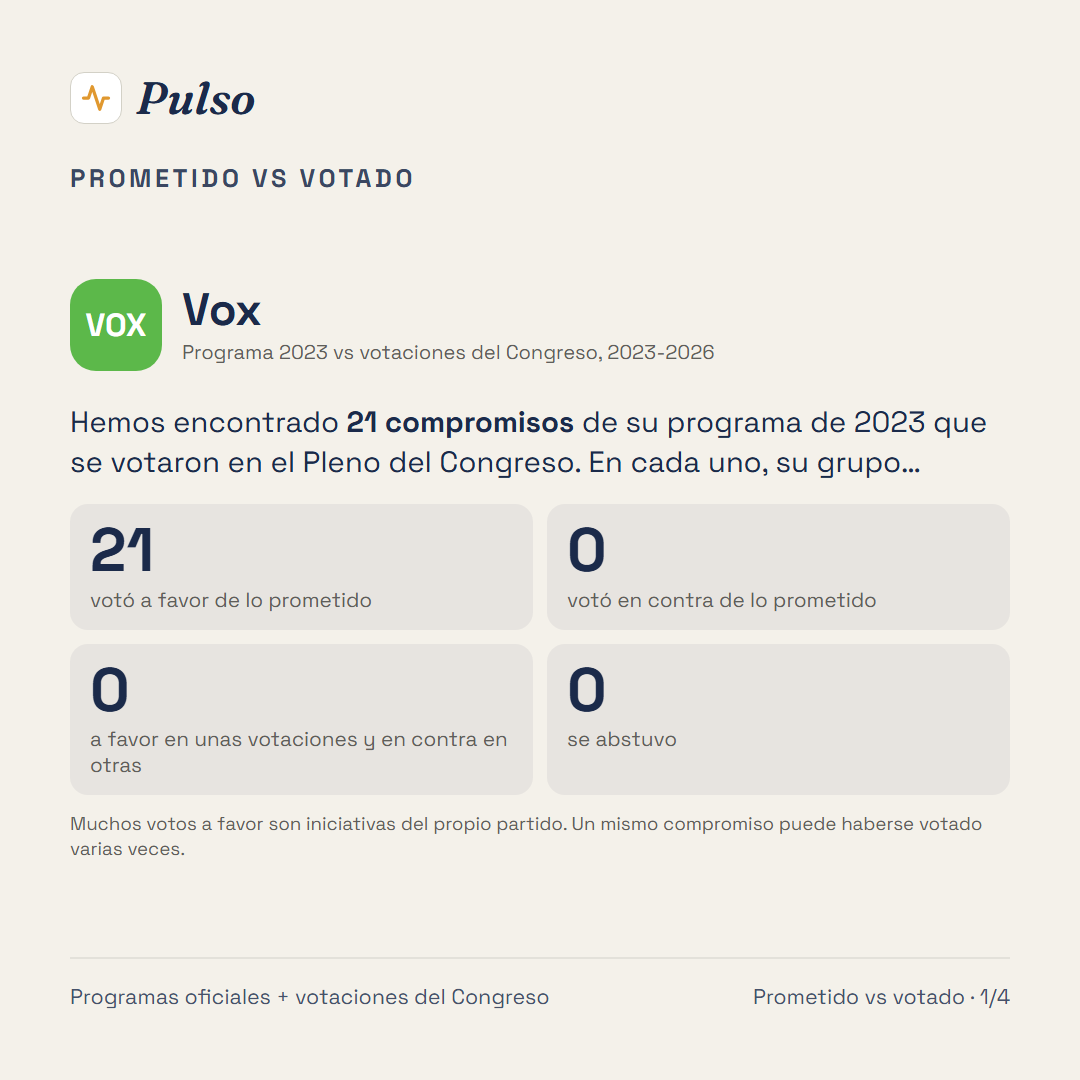 Pulso
PROMETIDO VS VOTADO
VOX
Vox
Programa 2023 vs votaciones del Congreso, 2023-2026
Hemos encontrado 21 compromisos de su programa de 2023 que
se votaron en el Pleno del Congreso. En cada uno, su grupo...
21
votó a favor de lo prometido
0
votó en contra de lo prometido
0
a favor en unas votaciones y en contra en
otras
0
se abstuvo
Muchos votos a favor son iniciativas del propio partido. Un mismo compromiso puede haberse votado
varias veces.
Programas oficiales + votaciones del Congreso
Prometido vs votado · 1/4